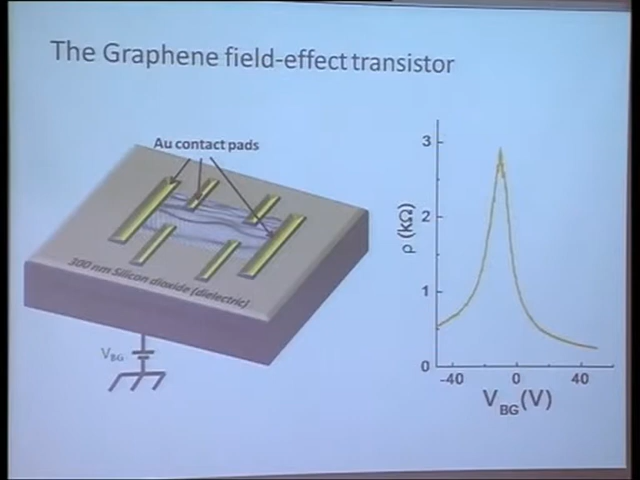 The Graphene field-effect transistor
Au contact pads
300 nm Silicon dioxide (dielectric)
V_BG
ρ (kΩ)
3
2
1
0
-40 0 40
V_BG (V)